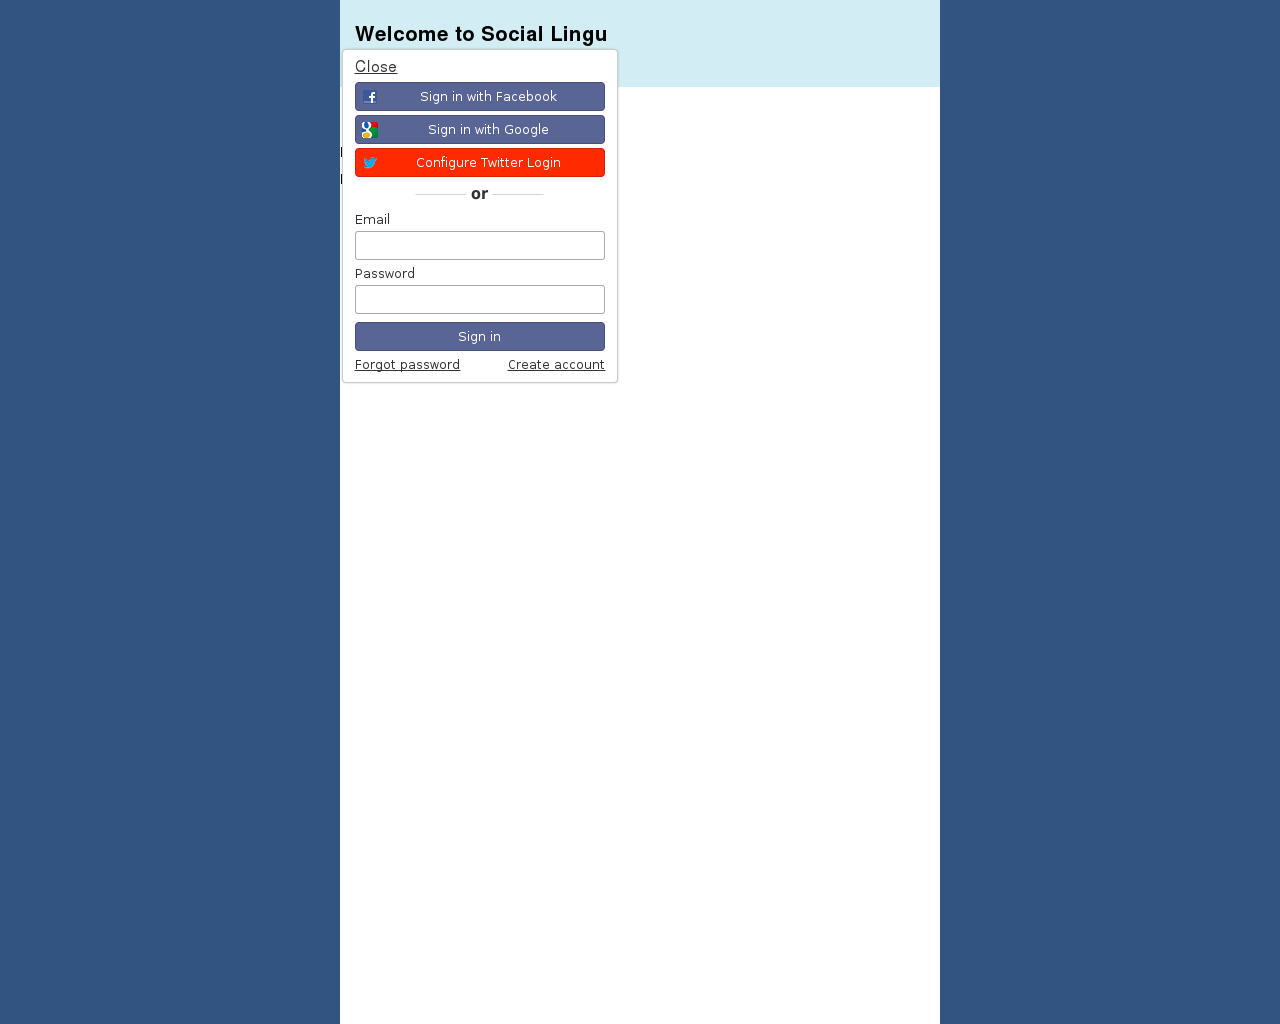 Welcome to Social Lingu
Close
Sign in with Facebook
Sign in with Google
Configure Twitter Login
or
Email
Password
Sign in
Forgot password Create account